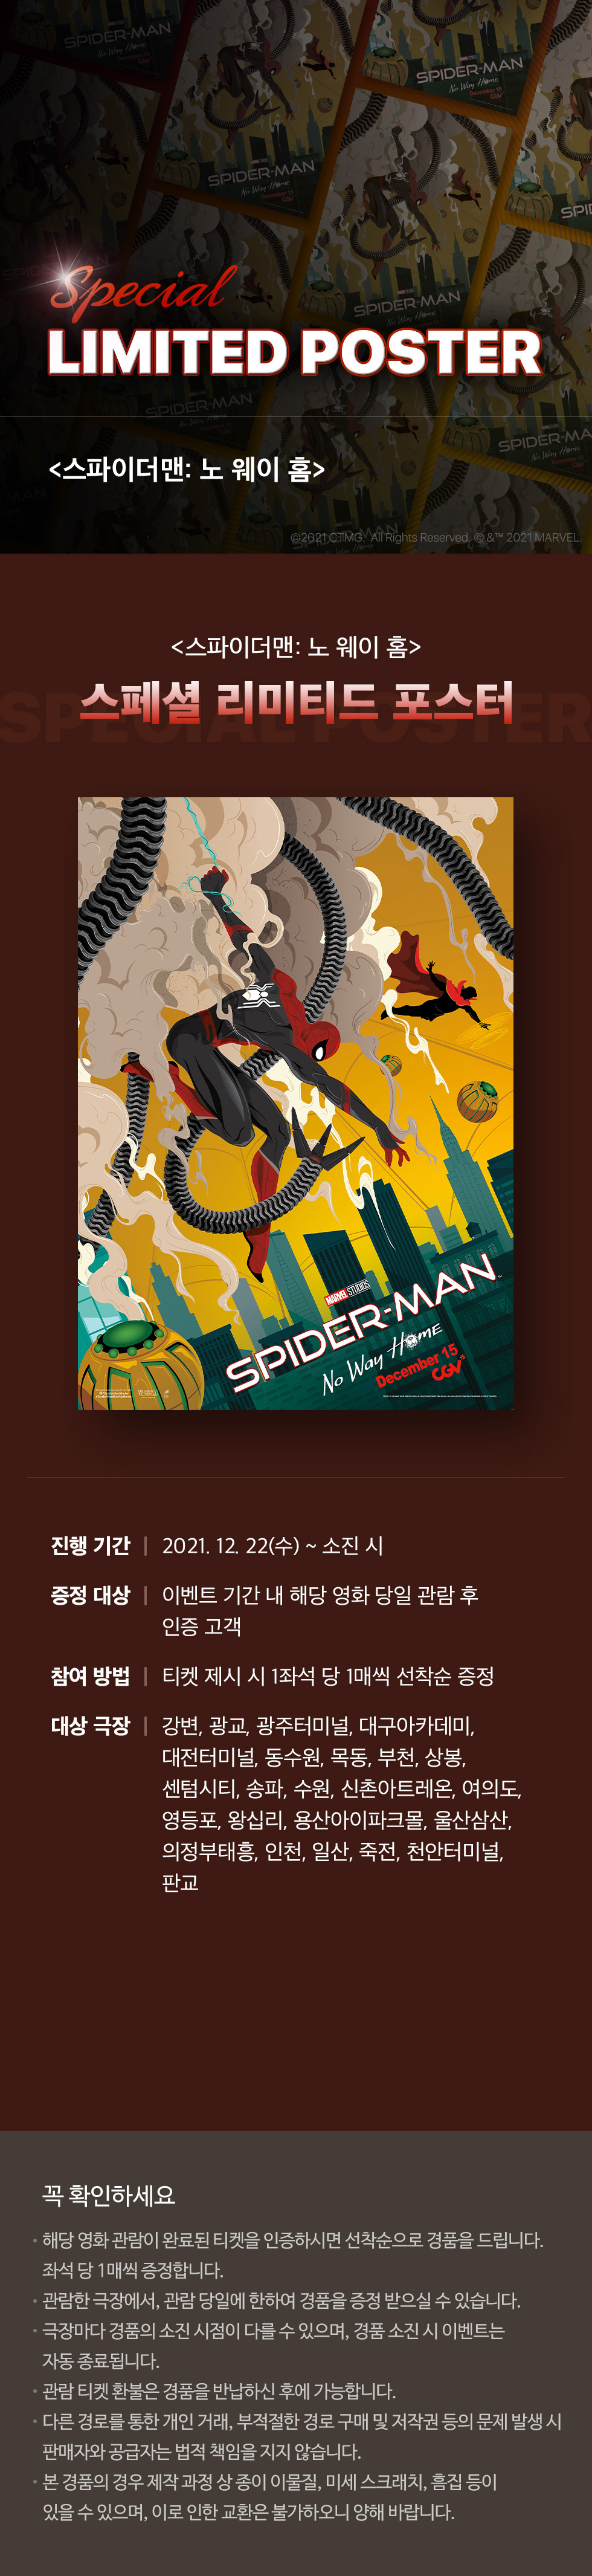 SPIDER-MAN
SPIDER-MAN
No Way Home
December 15
CGV
SPIDER-MAN
No Way Home
Special
LIMITED POSTER
SPIDER-MAN
SPIDER-MAN
SPIDER-MAN
<스파이더맨: 노 웨이 홈>
©2021 CTMG. All Rights Reserved. © &™ 2021 MARVEL.
<스파이더맨: 노 웨이 홈>
SPECIAL POSTER
스페셜 리미티드 포스터
MARVEL STUDIOS
SPIDER-MAN
No Way Home
December 15
CGV
진행 기간 | 2021. 12. 22(수) ~ 소진 시
증정 대상 | 이벤트 기간 내 해당 영화 당일 관람 후
인증 고객
참여 방법 | 티켓 제시 시 1좌석 당 1매씩 선착순 증정
대상 극장 | 강변, 광교, 광주터미널, 대구아카데미,
대전터미널, 동수원, 목동, 부천, 상봉,
센텀시티, 송파, 수원, 신촌아트레온, 여의도,
영등포, 왕십리, 용산아이파크몰, 울산삼산,
의정부태흥, 인천, 일산, 죽전, 천안터미널,
판교
꼭 확인하세요
· 해당 영화 관람이 완료된 티켓을 인증하시면 선착순으로 경품을 드립니다.
좌석 당 1매씩 증정합니다.
· 관람한 극장에서, 관람 당일에 한하여 경품을 증정 받으실 수 있습니다.
· 극장마다 경품의 소진 시점이 다를 수 있으며, 경품 소진 시 이벤트는
자동 종료됩니다.
· 관람 티켓 환불은 경품을 반납하신 후에 가능합니다.
· 다른 경로를 통한 개인 거래, 부적절한 경로 구매 및 저작권 등의 문제 발생 시
판매자와 공급자는 법적 책임을 지지 않습니다.
· 본 경품의 경우 제작 과정 상 종이 이물질, 미세 스크래치, 흠집 등이
있을 수 있으며, 이로 인한 교환은 불가하오니 양해 바랍니다.